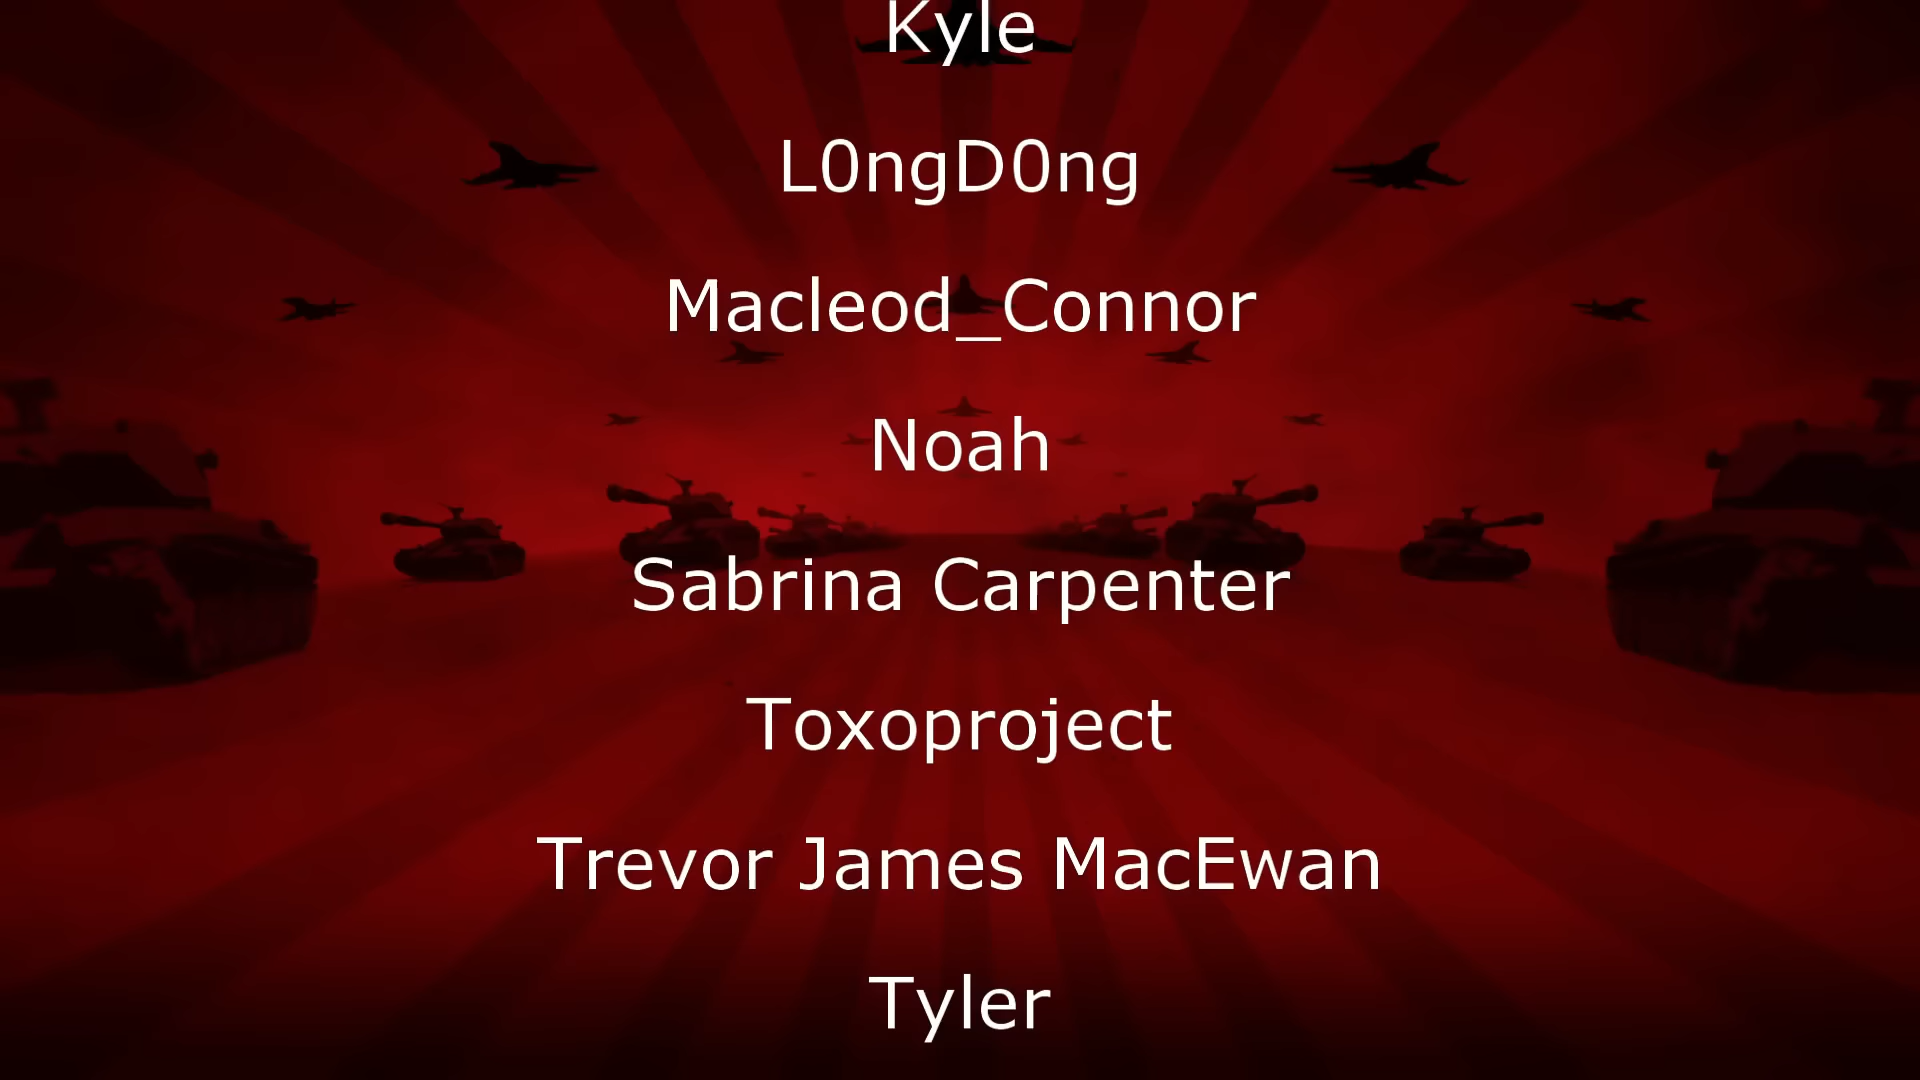 Kyle
L0ngD0ng
Macleod_Connor
Noah
Sabrina Carpenter
Toxoproject
Trevor James MacEwan
Tyler